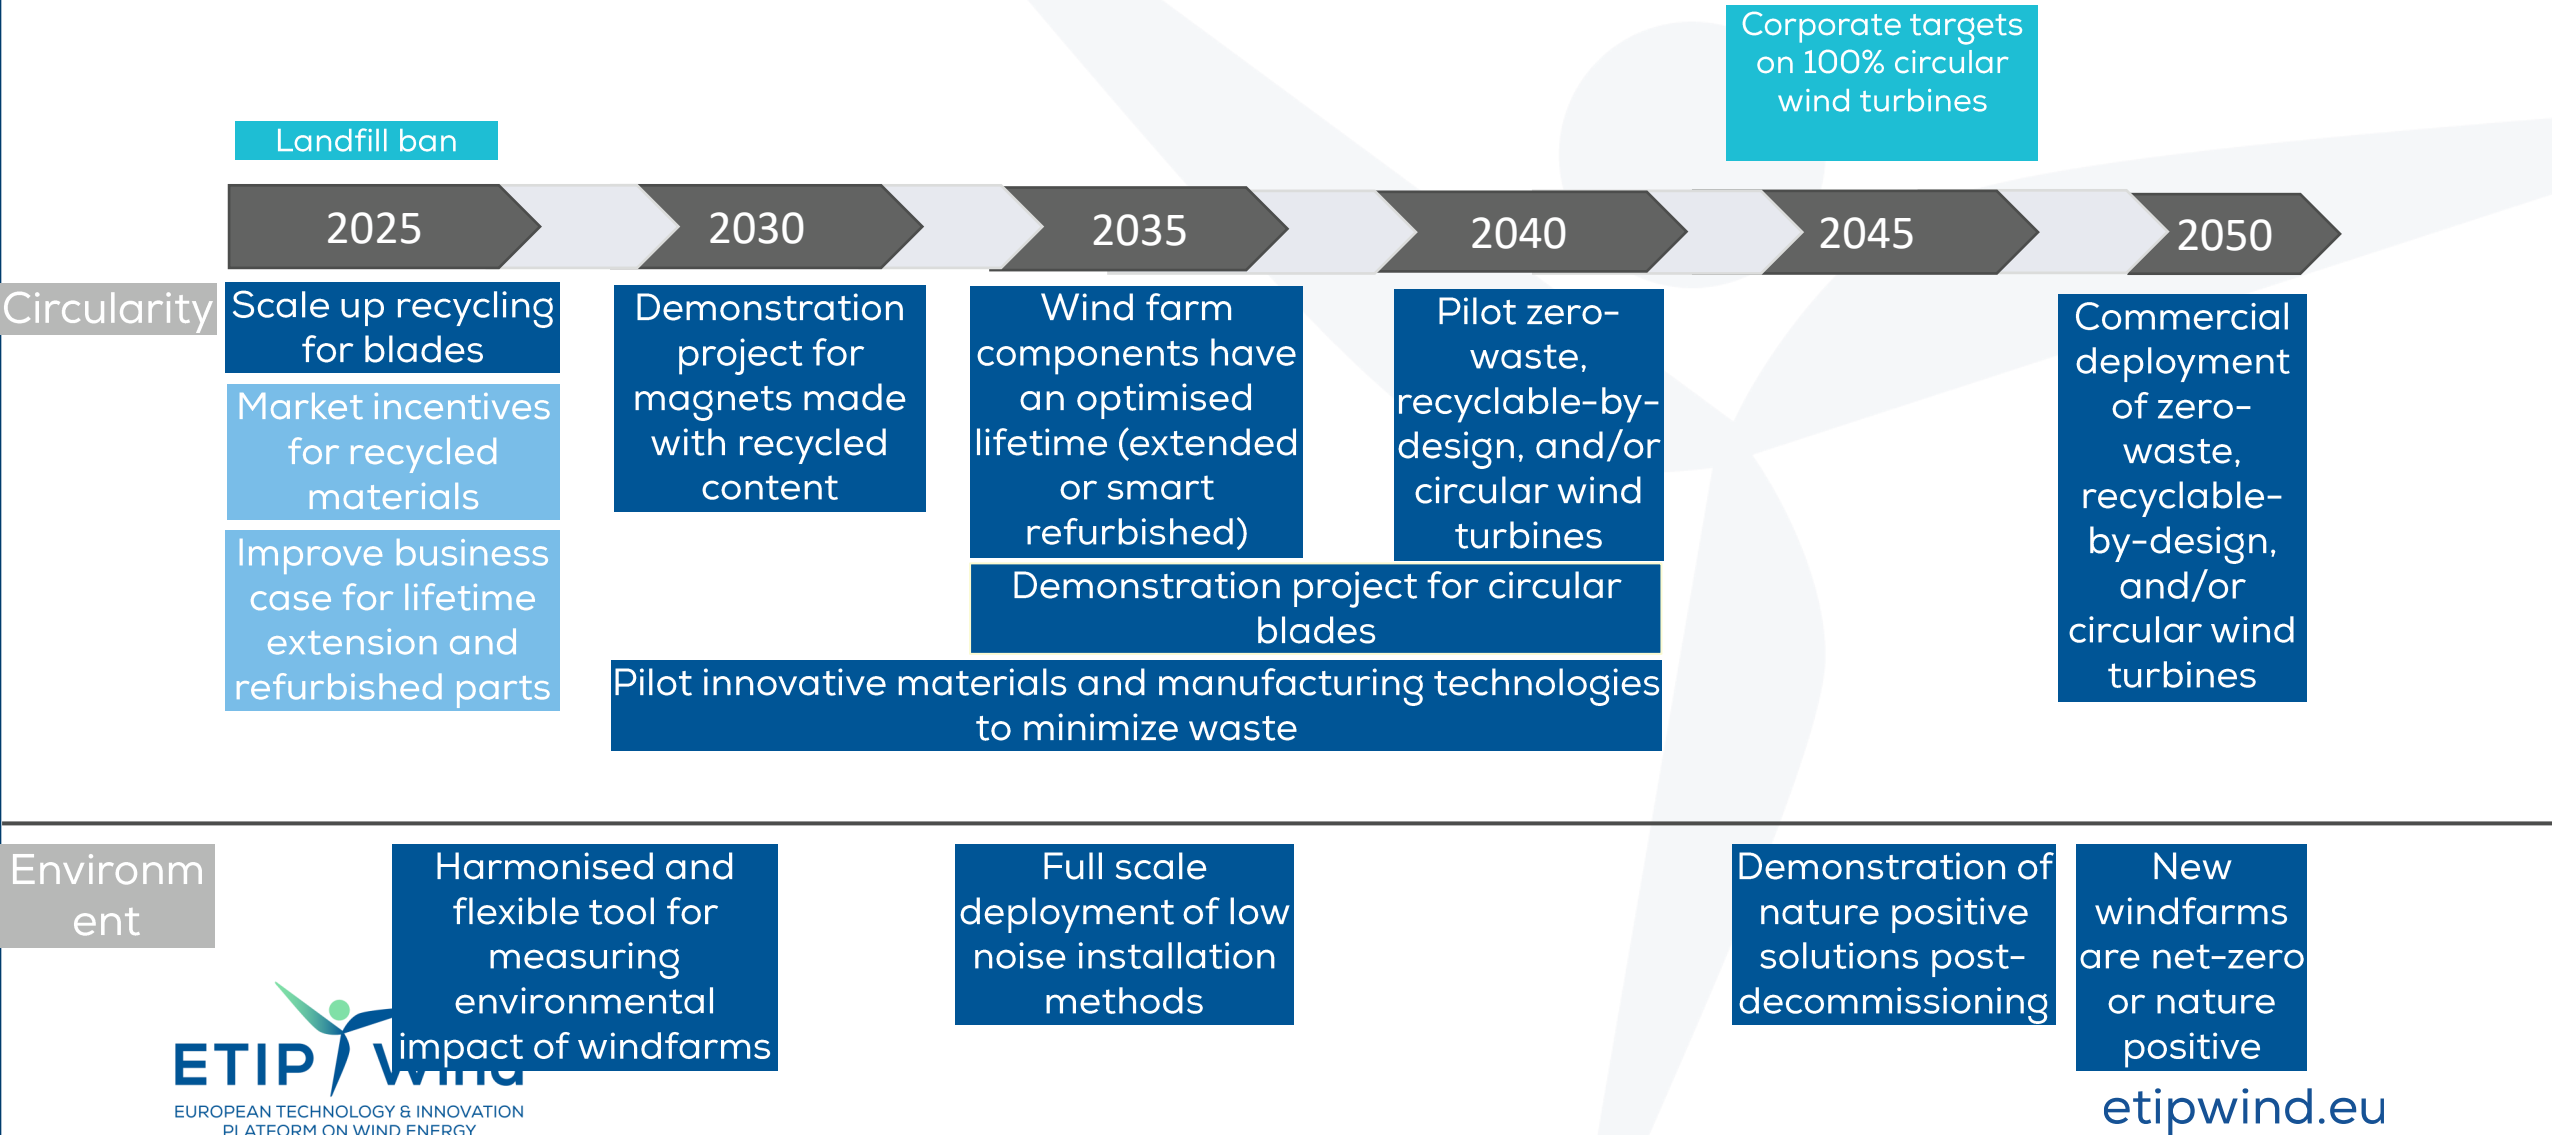 Corporate targets
on 100% circular
wind turbines
Landfill ban
2025
2030
2035
2040
2045
2050
Circularity
Scale up recycling
for blades
Market incentives
for recycled
materials
Improve business
case for lifetime
extension and
refurbished parts
Demonstration
project for
magnets made
with recycled
content
Wind farm
components have
an optimised
lifetime (extended
or smart
refurbished)
Pilot zero-
waste,
recyclable-by-
design, and/or
circular wind
turbines
Demonstration project for circular
blades
Pilot innovative materials and manufacturing technologies
to minimize waste
Commercial
deployment
of zero-
waste,
recyclable-
by-design,
and/or
circular wind
turbines
Environm
ent
Harmonised and
flexible tool for
measuring
environmental
impact of windfarms
Full scale
deployment of low
noise installation
methods
Demonstration of
nature positive
solutions post-
decommissioning
New
windfarms
are net-zero
or nature
positive
ETIP Wind
EUROPEAN TECHNOLOGY & INNOVATION
PLATFORM ON WIND ENERGY
etipwind.eu